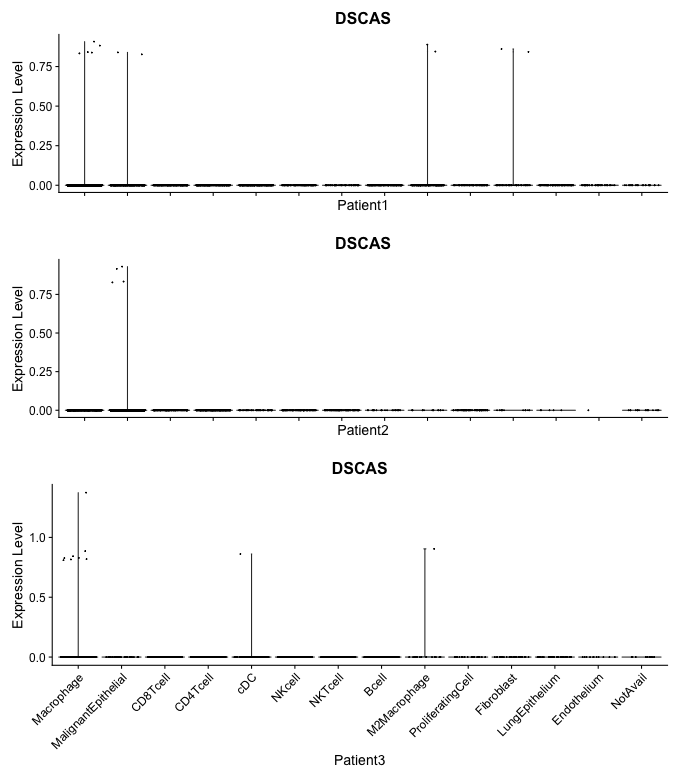 DSCAS
Expression Level
0.75
0.50
0.25
0.00
Patient1
DSCAS
Expression Level
0.75
0.50
0.25
0.00
Patient2
DSCAS
Expression Level
1.0
0.5
0.0
Macrophage
MalignantEpithelial
CD8Tcell
CD4Tcell
cDC
NKcell
NKTcell
Bcell
M2Macrophage
ProliferatingCell
Fibroblast
LungEpithelium
Endothelium
NotAvail
Patient3